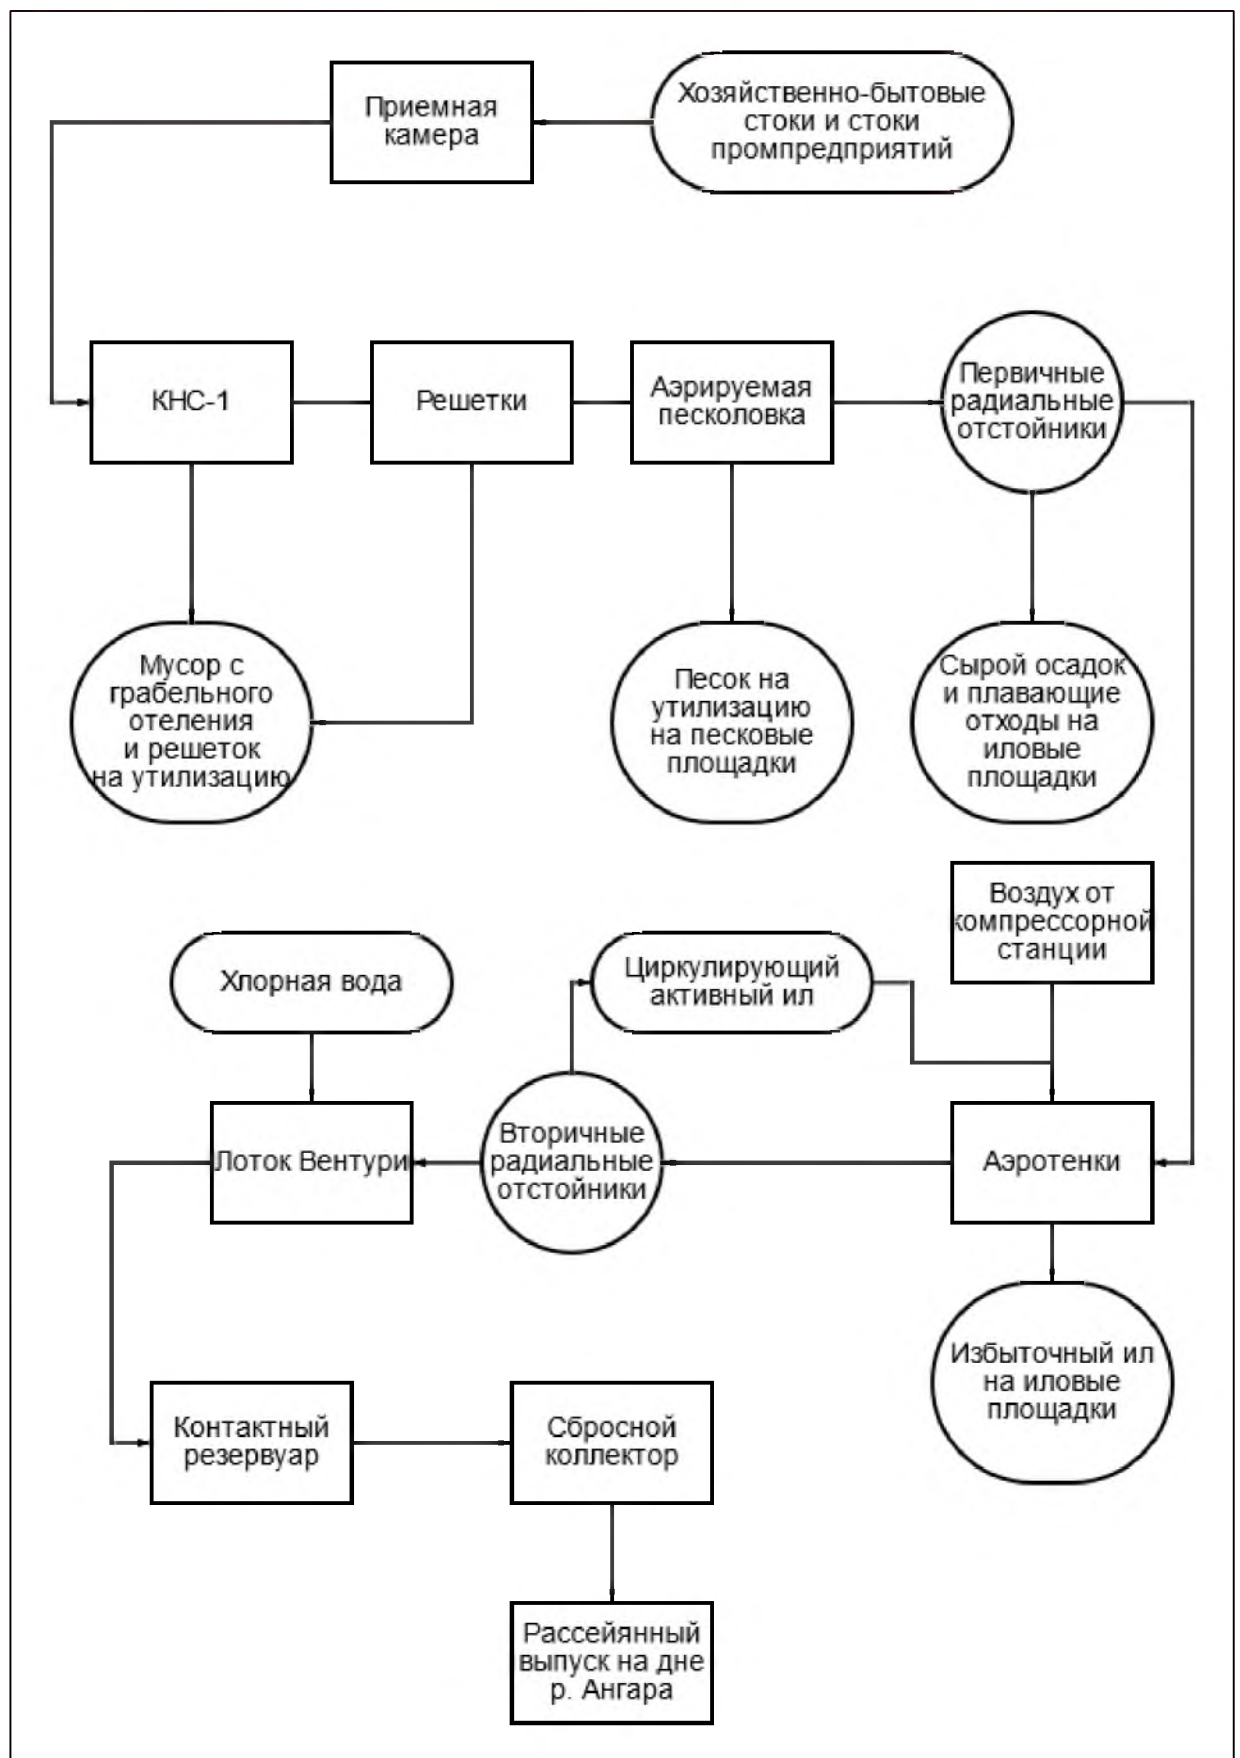 Приемная
камера
Хозяйственно-бытовые
стоки и стоки
промпредприятий
КНС-1
Решетки
Аэрируемая
песколовка
Первичные
радиальные
отстойники
Мусор с
грабельного
отеления
и решеток
на утилизацию
Песок на
утилизацию
на песковые
площадки
Сырой осадок
и плавающие
отходы на
иловые
площадки
Воздух от
компрессорной
станции
Хлорная вода
Циркулирующий
активный ил
Лоток Вентури
Вторичные
радиальные
отстойники
Аэротенки
Избыточный ил
на иловые
площадки
Контактный
резервуар
Сбросной
коллектор
Рассейянный
выпуск на дне
р. Ангара